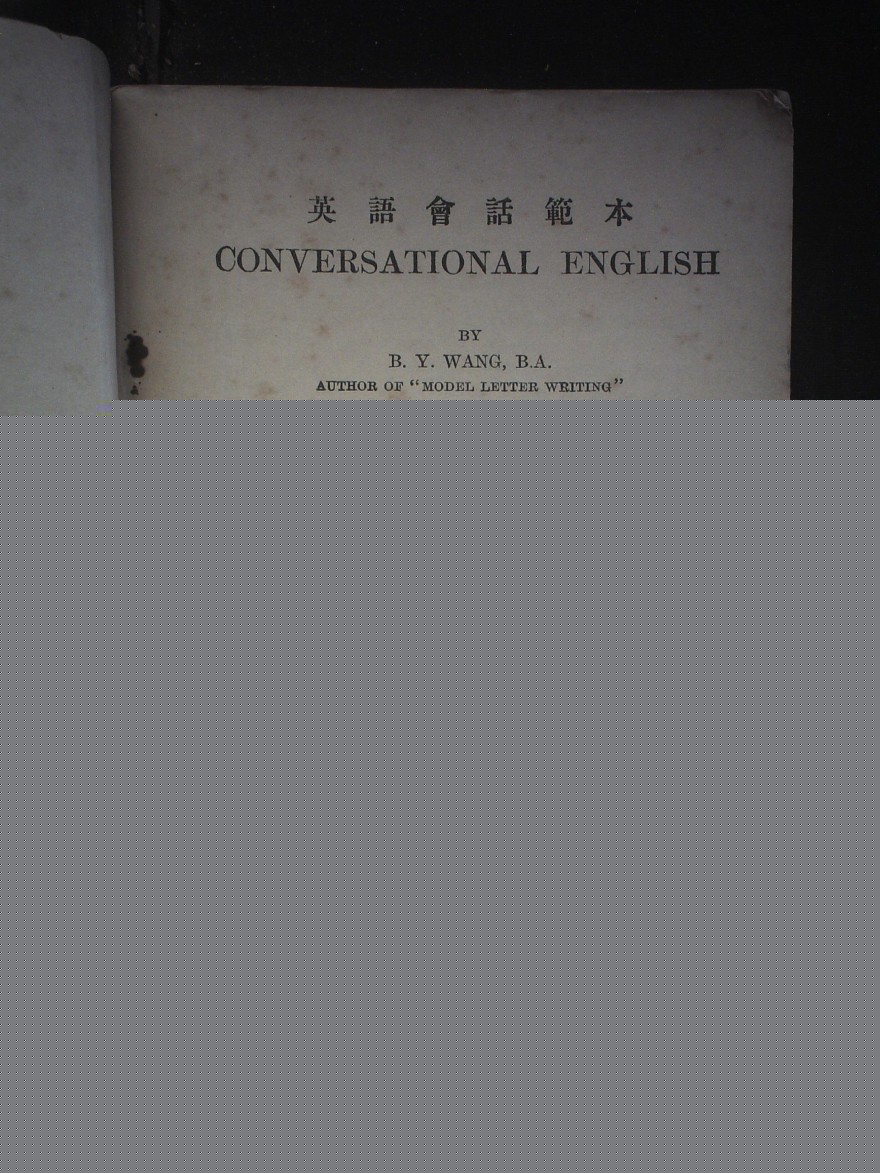 英語會話範本
CONVERSATIONAL ENGLISH
BY
B. Y. WANG, B.A.
AUTHOR OF "MODEL LETTER WRITING"